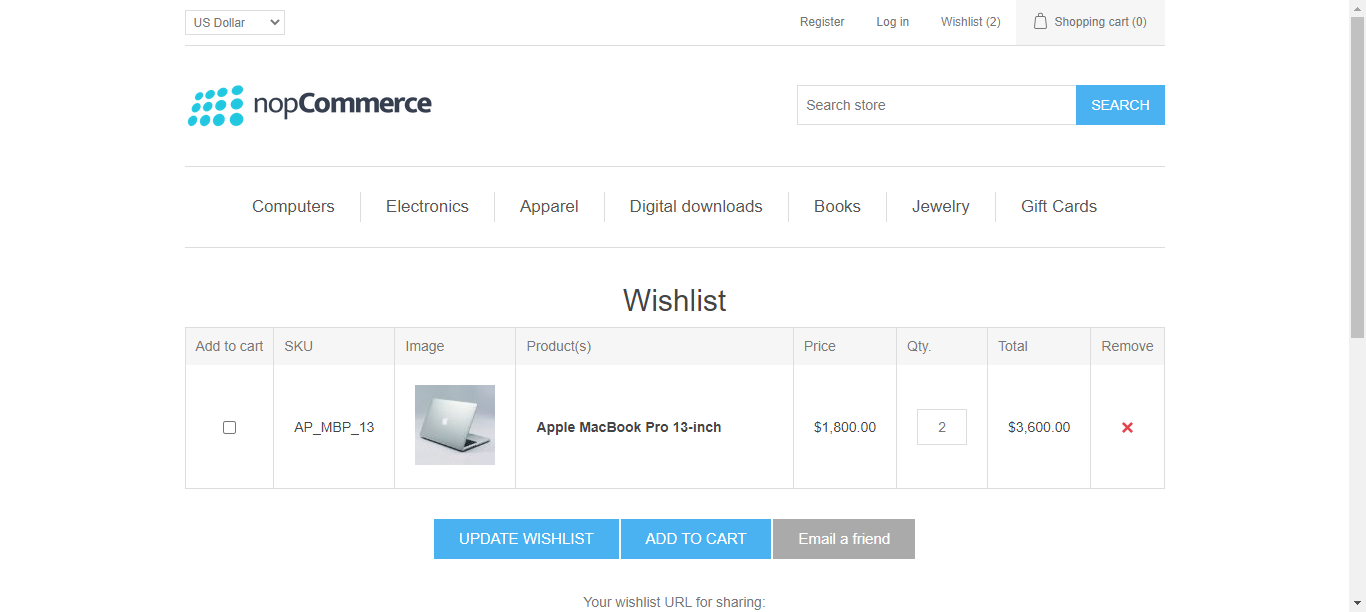 US Dollar Register Log in Wishlist (2) Shopping cart (0)
nopCommerce Search store SEARCH
Computers Electronics Apparel Digital downloads Books Jewelry Gift Cards
Wishlist
Add to cart SKU Image Product(s) Price Qty. Total Remove
AP_MBP_13 Apple MacBook Pro 13-inch $1,800.00 2 $3,600.00
UPDATE WISHLIST ADD TO CART Email a friend
Your wishlist URL for sharing: